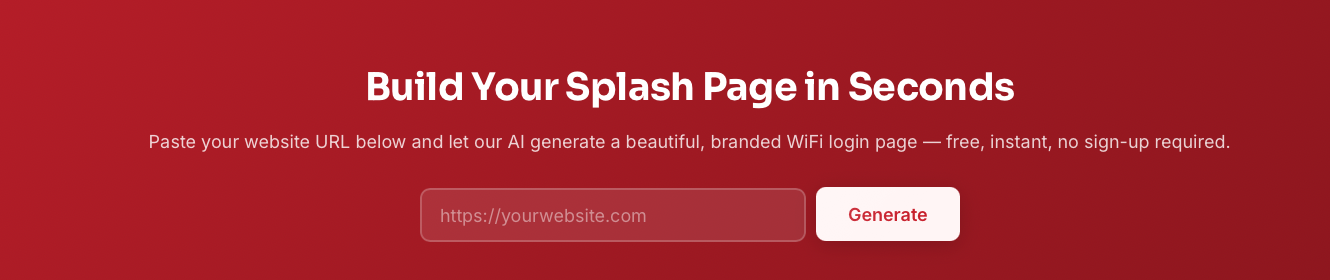 Build Your Splash Page in Seconds
Paste your website URL below and let our AI generate a beautiful, branded WiFi login page — free, instant, no sign-up required.
https://yourwebsite.com
Generate